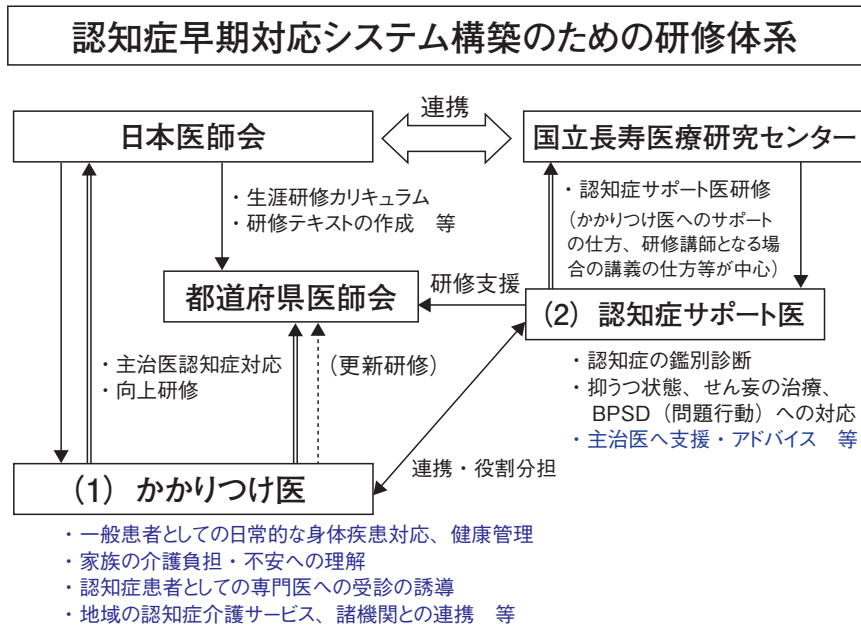 認知症早期対応システム構築のための研修体系
連携
日本医師会
国立長寿医療研究センター
・生涯研修カリキュラム
・研修テキストの作成　等
・認知症サポート医研修
(かかりつけ医へのサポート
の仕方、研修講師となる場
合の講義の仕方等が中心)
都道府県医師会
研修支援
(2) 認知症サポート医
・主治医認知症対応
・向上研修
(更新研修)
・認知症の鑑別診断
・抑うつ状態、せん妄の治療、
BPSD（問題行動）への対応
・主治医へ支援・アドバイス　等
連携・役割分担
(1) かかりつけ医
・一般患者としての日常的な身体疾患対応、健康管理
・家族の介護負担・不安への理解
・認知症患者としての専門医への受診の誘導
・地域の認知症介護サービス、諸機関との連携　等